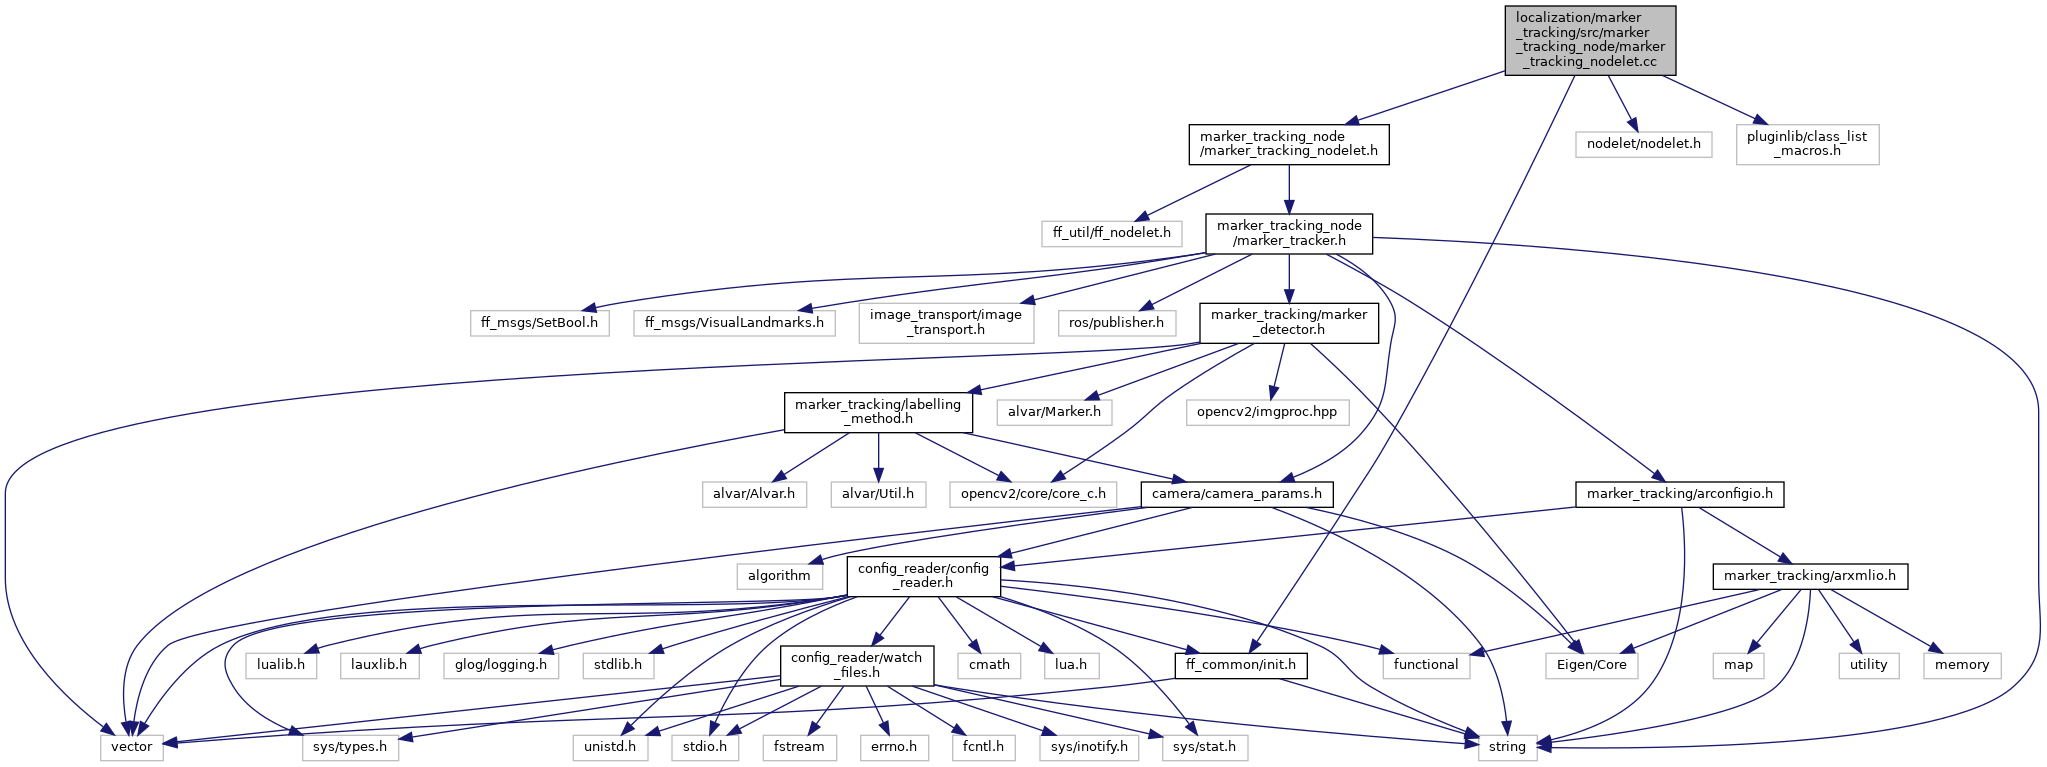 localization/marker
_tracking/src/marker
_tracking_node/marker
_tracking_nodelet.cc
marker_tracking_node
/marker_tracking_nodelet.h
nodelet/nodelet.h
pluginlib/class_list
_macros.h
ff_util/ff_nodelet.h
marker_tracking_node
/marker_tracker.h
ff_msgs/SetBool.h
ff_msgs/VisualLandmarks.h
image_transport/image
_transport.h
ros/publisher.h
marker_tracking/marker
_detector.h
marker_tracking/labelling
_method.h
alvar/Marker.h
opencv2/imgproc.hpp
alvar/Alvar.h
alvar/Util.h
opencv2/core/core_c.h
camera/camera_params.h
marker_tracking/arconfigio.h
algorithm
config_reader/config
_reader.h
marker_tracking/arxmlio.h
lualib.h
lauxlib.h
glog/logging.h
stdlib.h
config_reader/watch
_files.h
cmath
lua.h
ff_common/init.h
functional
Eigen/Core
map
utility
memory
vector
sys/types.h
unistd.h
stdio.h
fstream
errno.h
fcntl.h
sys/inotify.h
sys/stat.h
string